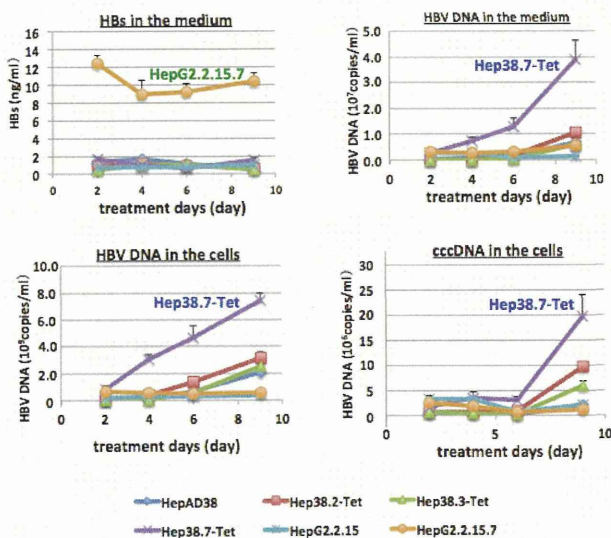 HBs in the medium
HBs (ng/ml)
16
14
12
10
8
6
4
2
0
HepG2.2.15.7
0 2 4 6 8 10
treatment days (day)
HBV DNA in the medium
HBV DNA (10⁷copies/ml)
5.0
4.0
3.0
2.0
1.0
0.0
Hep38.7-Tet
0 2 4 6 8 10
treatment days (day)
HBV DNA in the cells
HBV DNA (10⁸copies/ml)
10.0
8.0
6.0
4.0
2.0
0.0
Hep38.7-Tet
0 2 4 6 8 10
treatment days (day)
cccDNA in the cells
HBV DNA (10⁶copies/ml)
30
25
20
15
10
5
0
Hep38.7-Tet
0 5 10
treatment days (day)
HepAD38 Hep38.2-Tet Hep38.3-Tet
Hep38.7-Tet HepG2.2.15 HepG2.2.15.7